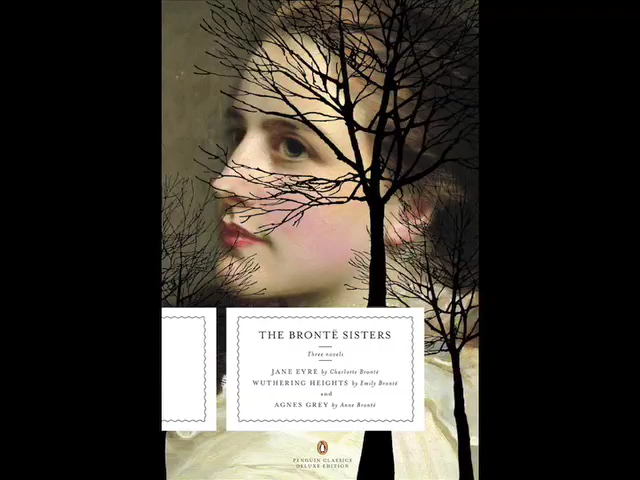 THE BRONTË SISTERS
Three novels
JANE EYRE by Charlotte Brontë
WUTHERING HEIGHTS by Emily Brontë
and
AGNES GREY by Anne Brontë
PENGUIN CLASSICS
DELUXE EDITION